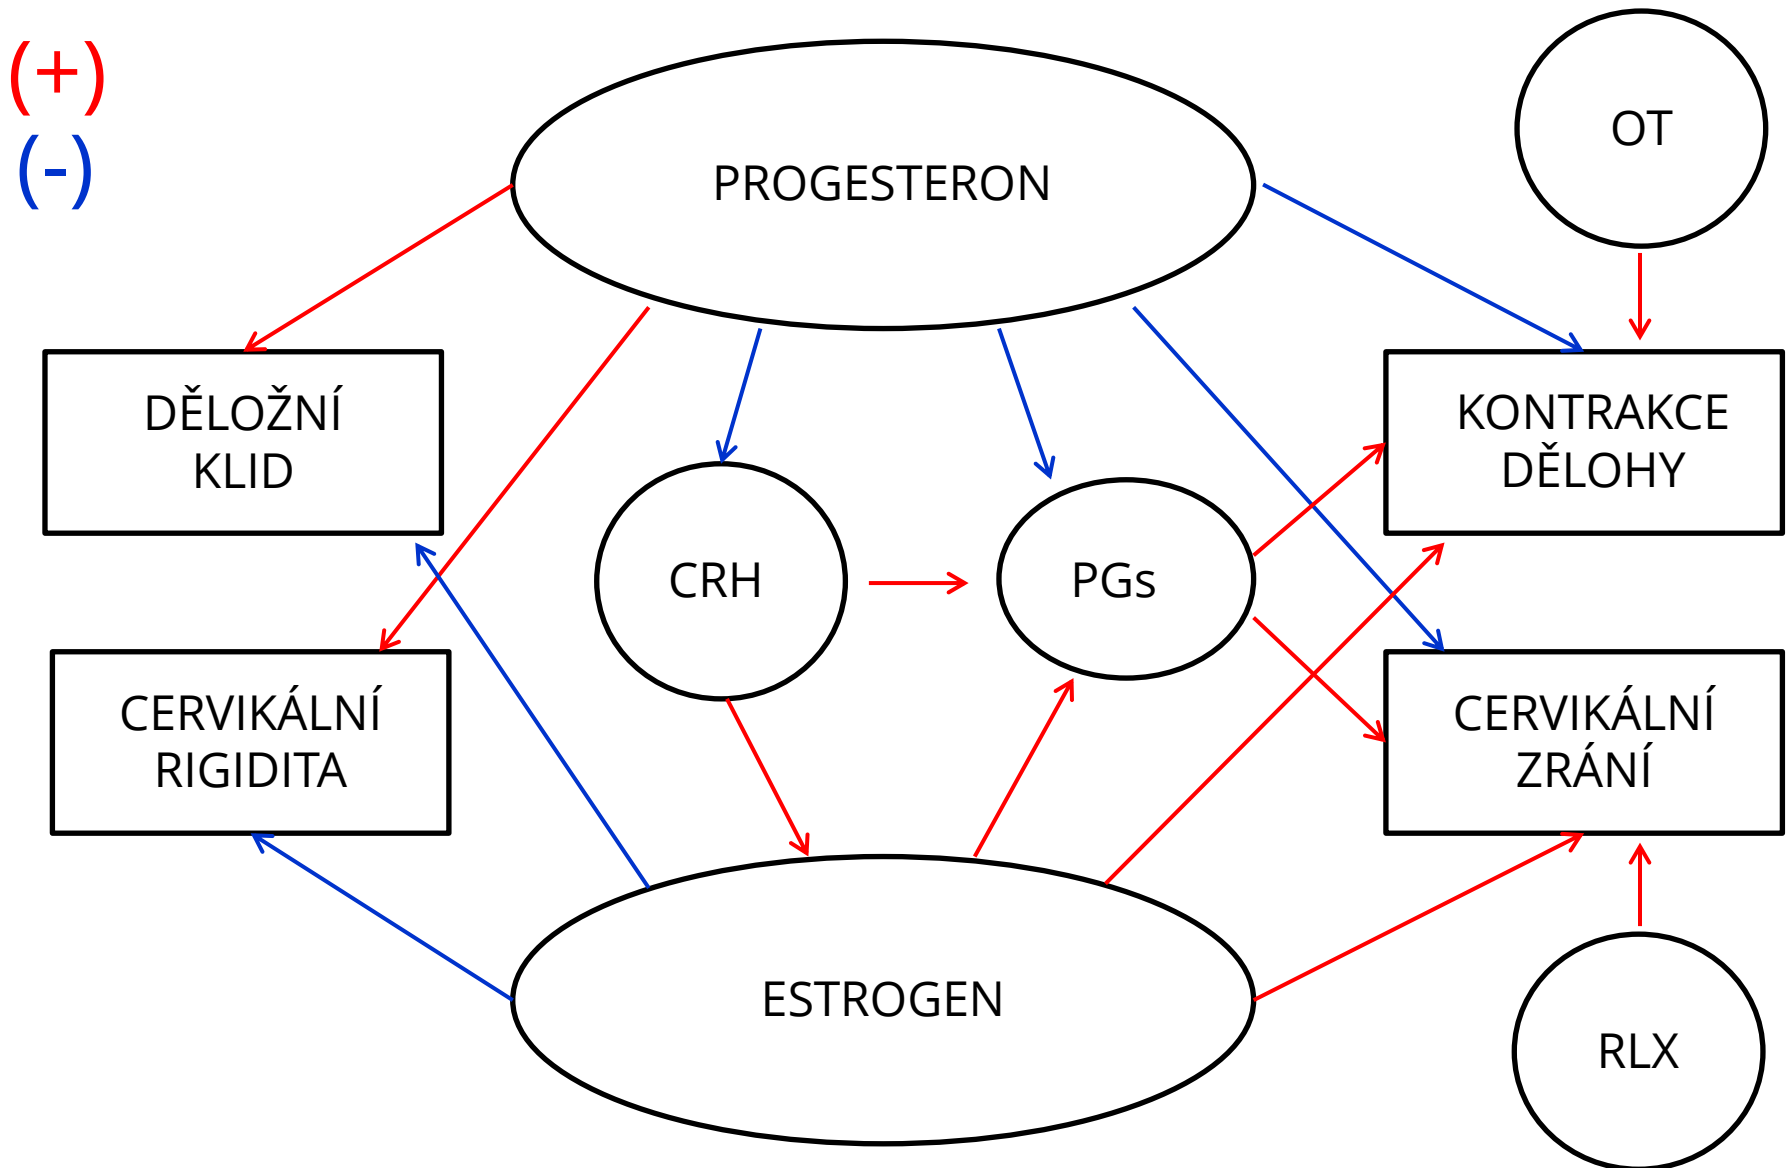 (+)
(-)
PROGESTERON
OT
DĚLOŽNÍ
KLID
KONTRAKCE
DĚLOHY
CRH
PGs
CERVIKÁLNÍ
RIGIDITA
CERVIKÁLNÍ
ZRÁNÍ
ESTROGEN
RLX